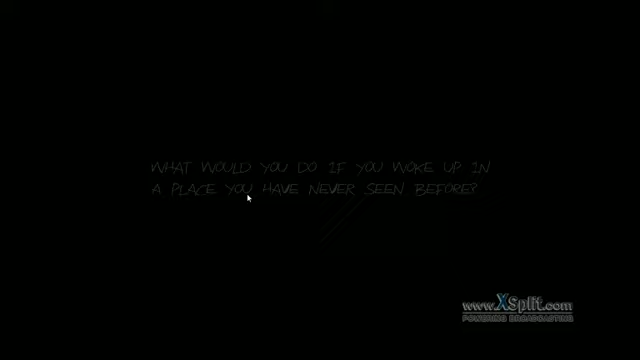 WHAT WOULD YOU DO IF YOU WOKE UP IN
A PLACE YOU HAVE NEVER SEEN BEFORE?
www.XSplit.com
POWERING BROADCASTING